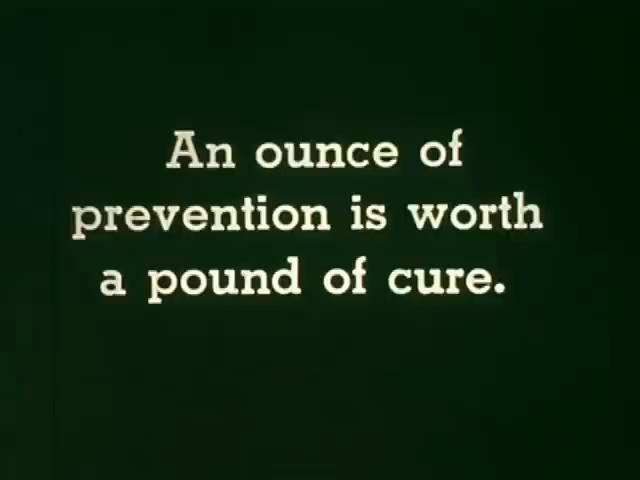 An ounce of
prevention is worth
a pound of cure.